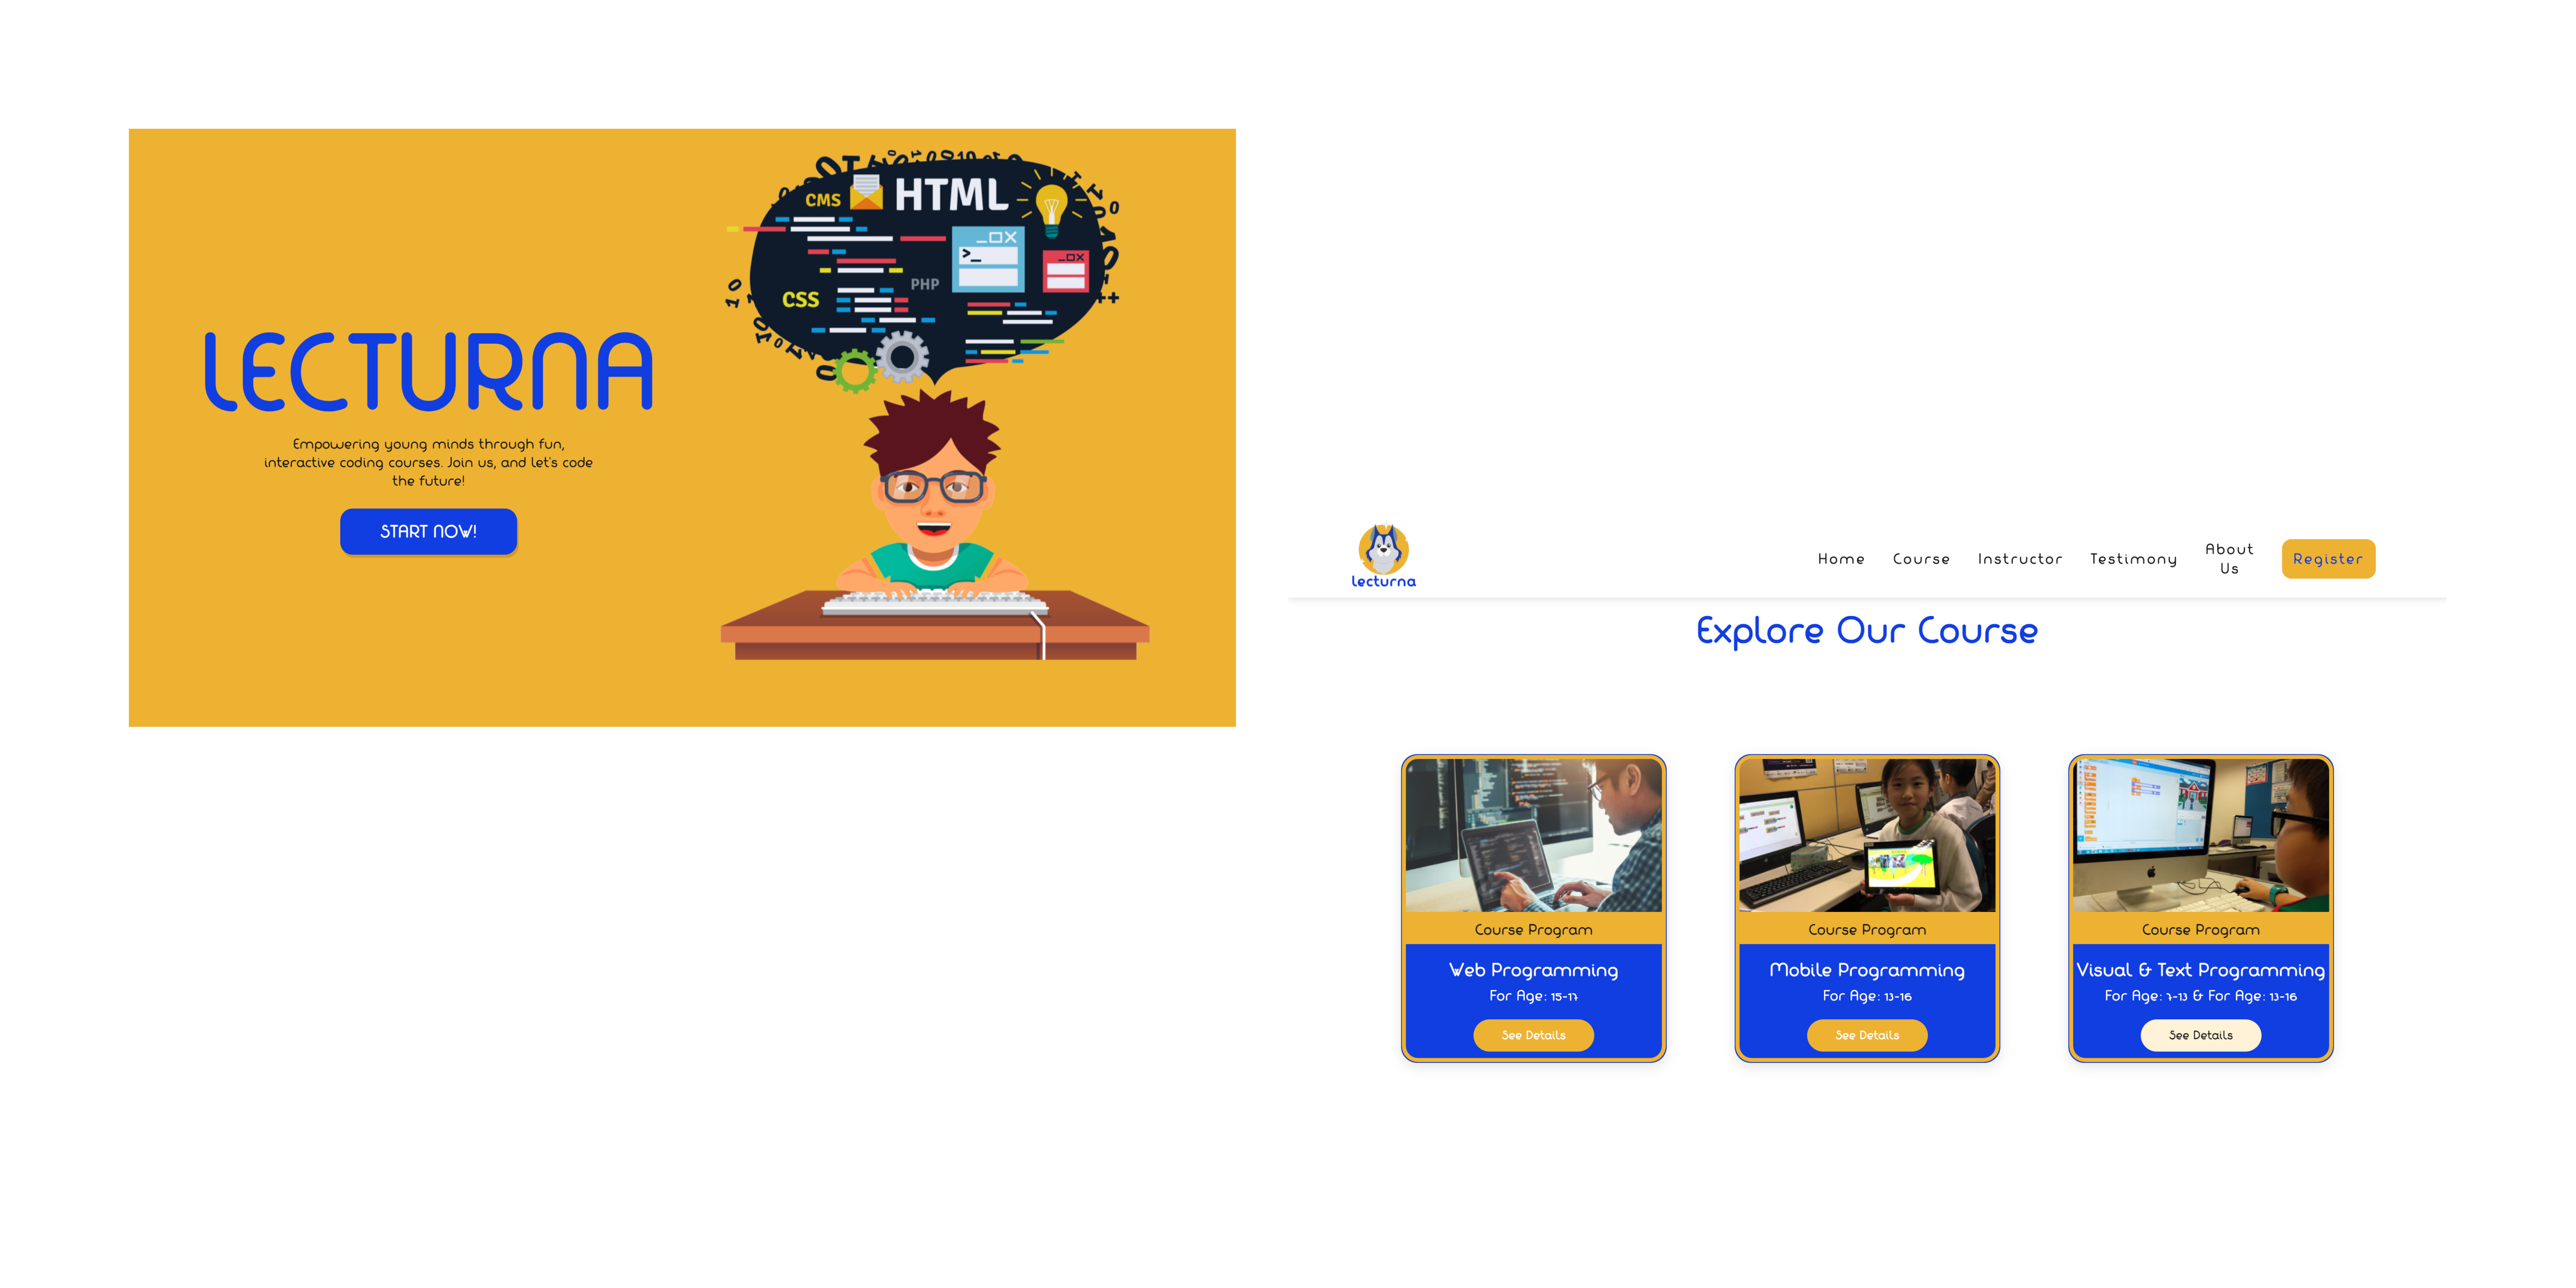 CMS
HTML
PHP
CSS
LECTURNA
Empowering young minds through fun,
interactive coding courses. Join us, and let's code
the future!
START NOW!
lecturna
Home Course Instructor Testimony About Us Register
Explore Our Course
Course Program
Web Programming
For Age: 15-17
See Details
Course Program
Mobile Programming
For Age: 13-16
See Details
Course Program
Visual & Text Programming
For Age: 7-13 & For Age: 13-16
See Details